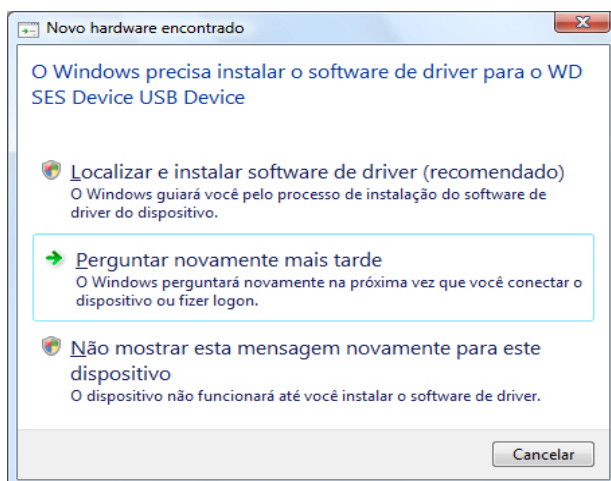 Novo hardware encontrado
O Windows precisa instalar o software de driver para o WD
SES Device USB Device
Localizar e instalar software de driver (recomendado)
O Windows guiará você pelo processo de instalação do software de
driver do dispositivo.
Perguntar novamente mais tarde
O Windows perguntará novamente na próxima vez que você conectar o
dispositivo ou fizer logon.
Não mostrar esta mensagem novamente para este
dispositivo
O dispositivo não funcionará até você instalar o software de driver.
Cancelar